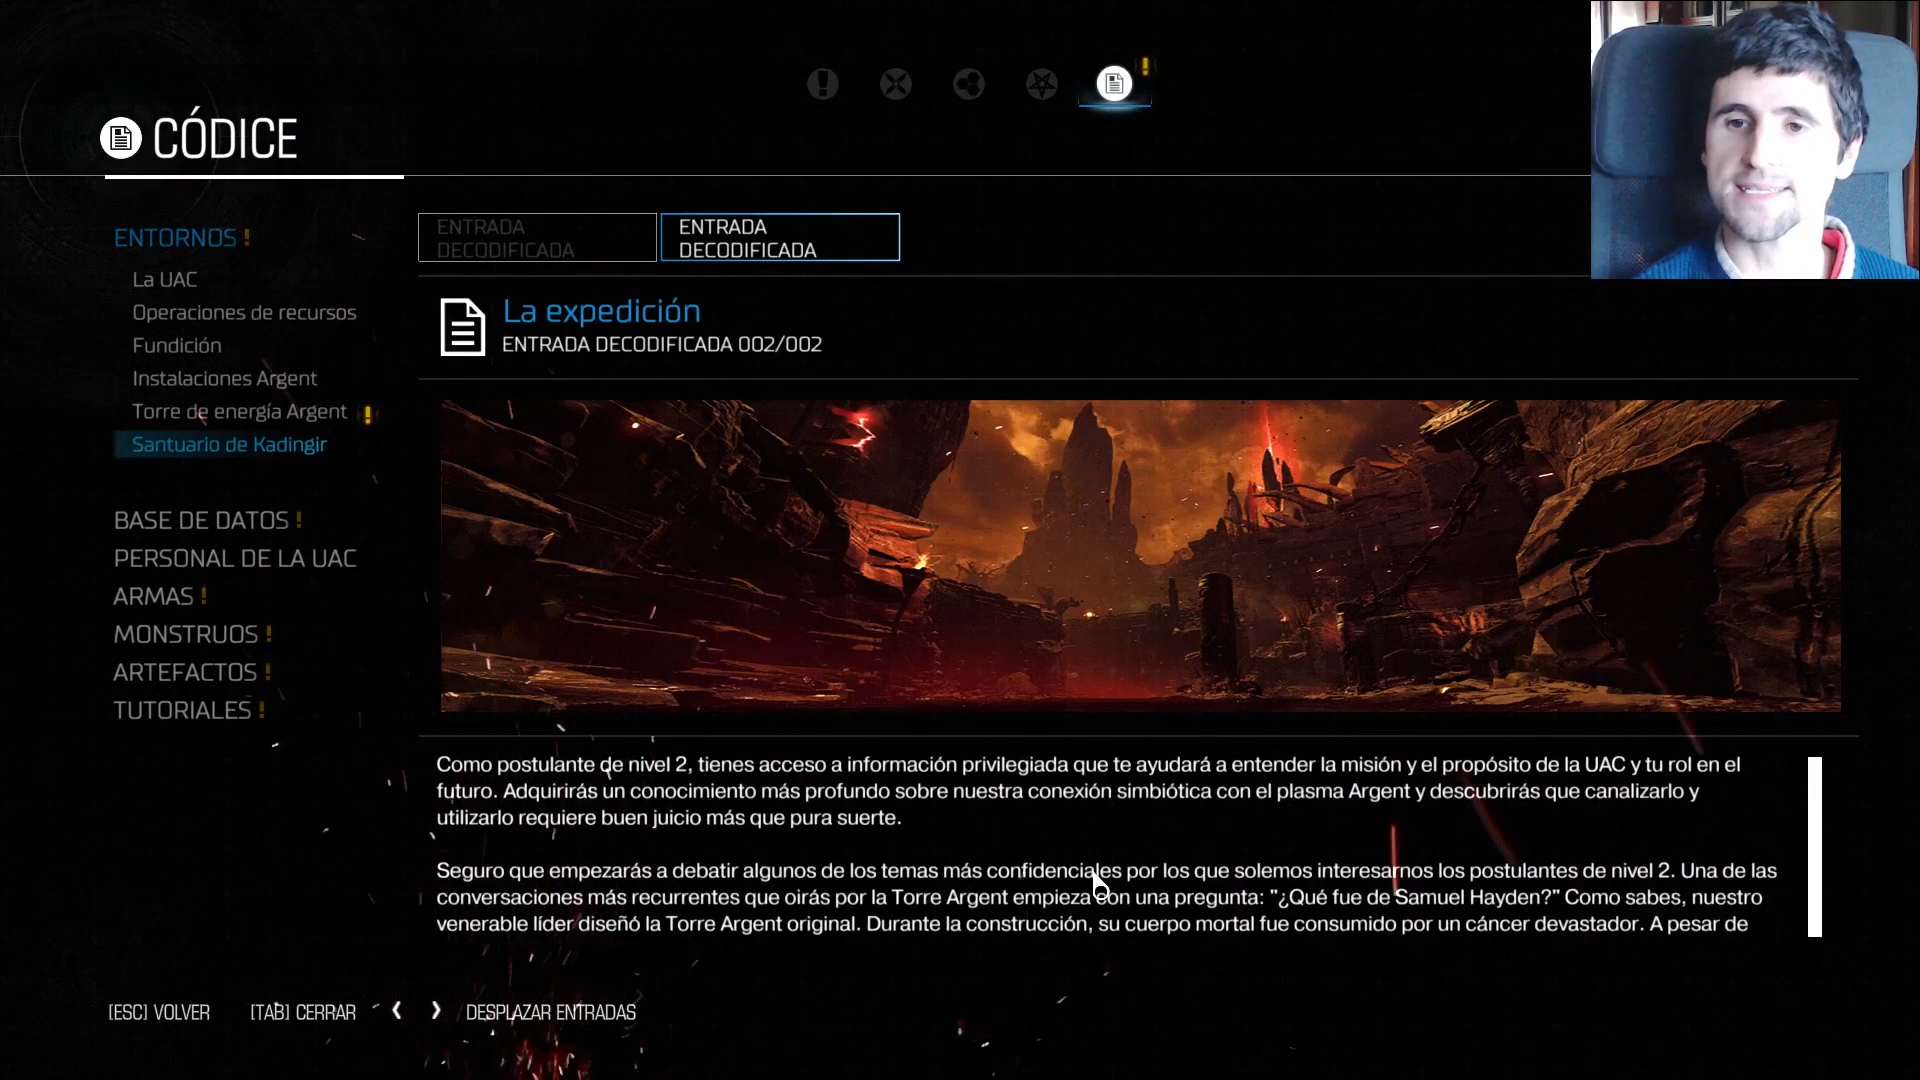 CÓDICE
ENTORNOS !
La UAC
Operaciones de recursos
Fundición
Instalaciones Argent
Torre de energía Argent !
Santuario de Kadingir
BASE DE DATOS !
PERSONAL DE LA UAC
ARMAS !
MONSTRUOS !
ARTEFACTOS !
TUTORIALES !
ENTRADA
DECODIFICADA
ENTRADA
DECODIFICADA
La expedición
ENTRADA DECODIFICADA 002/002
Como postulante de nivel 2, tienes acceso a información privilegiada que te ayudará a entender la misión y el propósito de la UAC y tu rol en el
futuro. Adquirirás un conocimiento más profundo sobre nuestra conexión simbiótica con el plasma Argent y descubrirás que canalizarlo y
utilizarlo requiere buen juicio más que pura suerte.
Seguro que empezarás a debatir algunos de los temas más confidenciales por los que solemos interesarnos los postulantes de nivel 2. Una de las
conversaciones más recurrentes que oirás por la Torre Argent empieza con una pregunta: "¿Qué fue de Samuel Hayden?" Como sabes, nuestro
venerable líder diseñó la Torre Argent original. Durante la construcción, su cuerpo mortal fue consumido por un cáncer devastador. A pesar de
[ESC] VOLVER [TAB] CERRAR ‹ › DESPLAZAR ENTRADAS